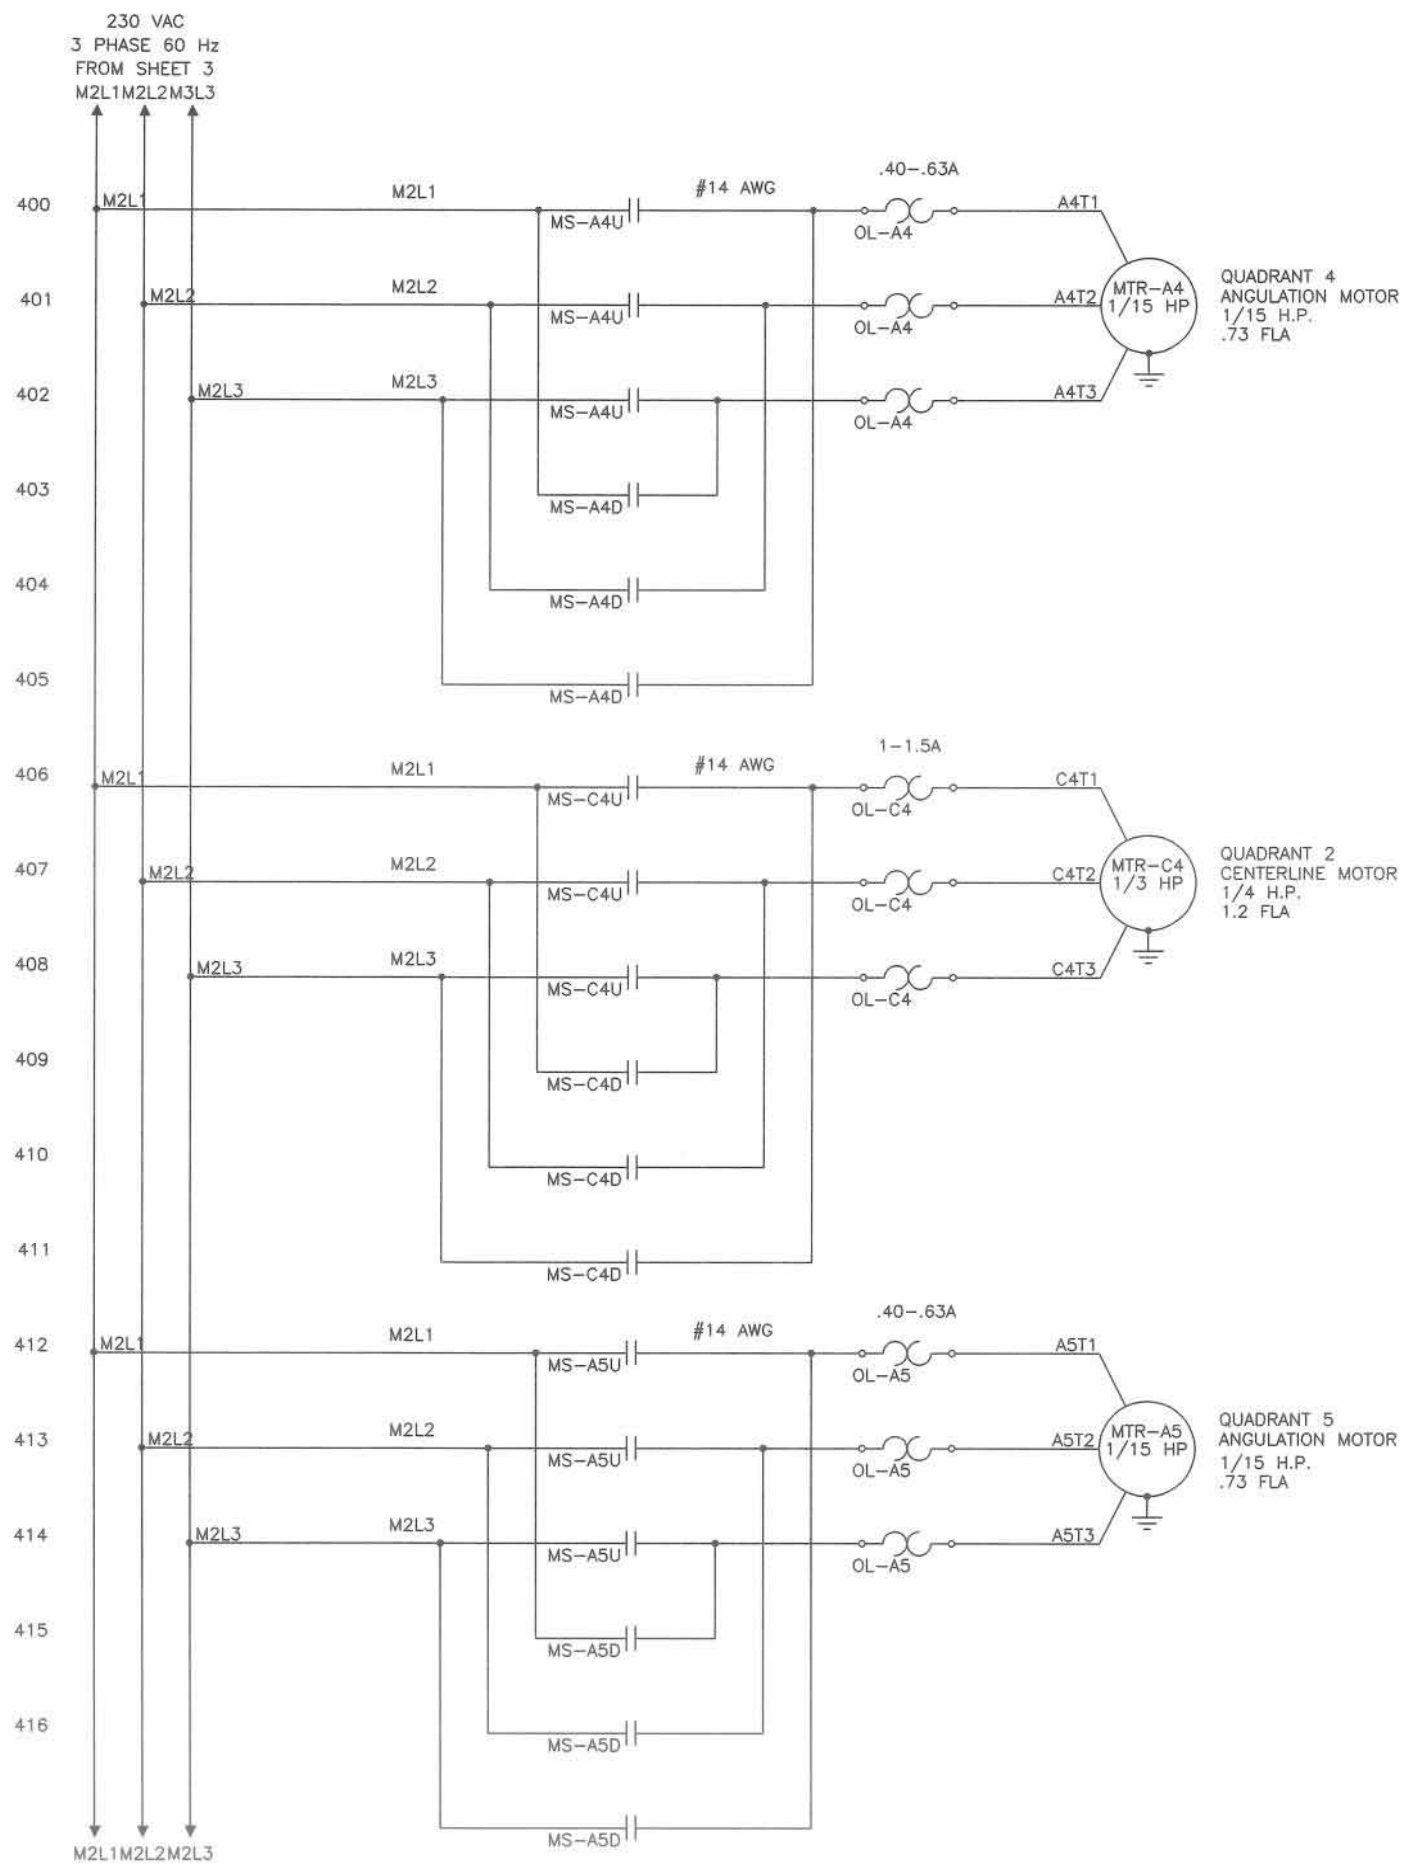 230 VAC
3 PHASE 60 Hz
FROM SHEET 3
M2L1 M2L2 M3L3
.40-.63A
400 M2L1 M2L1 MS-A4U #14 AWG OL-A4 A4T1
401 M2L2 M2L2 MS-A4U OL-A4 A4T2
MTR-A4
1/15 HP
QUADRANT 4
ANGULATION MOTOR
1/15 H.P.
.73 FLA
402 M2L3 M2L3 MS-A4U OL-A4 A4T3
403 MS-A4D
404 MS-A4D
405 MS-A4D
1-1.5A
406 M2L1 M2L1 MS-C4U #14 AWG OL-C4 C4T1
407 M2L2 M2L2 MS-C4U OL-C4 C4T2
MTR-C4
1/3 HP
QUADRANT 2
CENTERLINE MOTOR
1/4 H.P.
1.2 FLA
408 M2L3 M2L3 MS-C4U OL-C4 C4T3
409 MS-C4D
410 MS-C4D
411 MS-C4D
.40-.63A
412 M2L1 M2L1 MS-A5U #14 AWG OL-A5 A5T1
413 M2L2 M2L2 MS-A5U OL-A5 A5T2
MTR-A5
1/15 HP
QUADRANT 5
ANGULATION MOTOR
1/15 H.P.
.73 FLA
414 M2L3 M2L3 MS-A5U OL-A5 A5T3
415 MS-A5D
416 MS-A5D
MS-A5D
M2L1 M2L2 M2L3